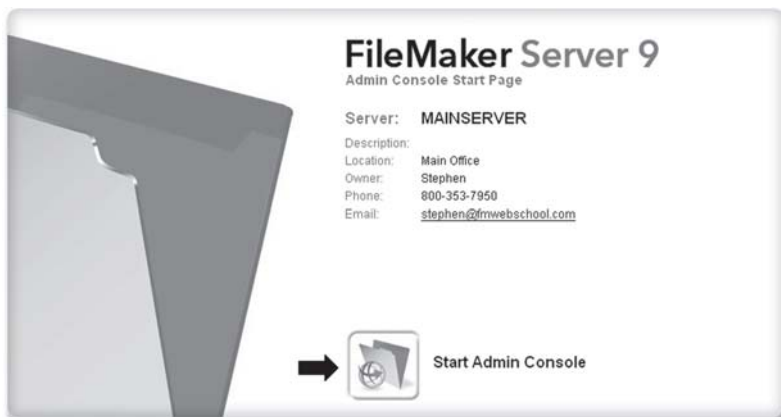 FileMaker Server 9
Admin Console Start Page
Server: MAINSERVER
Description:
Location: Main Office
Owner: Stephen
Phone: 800-353-7950
Email: stephen@fmwebschool.com
Start Admin Console